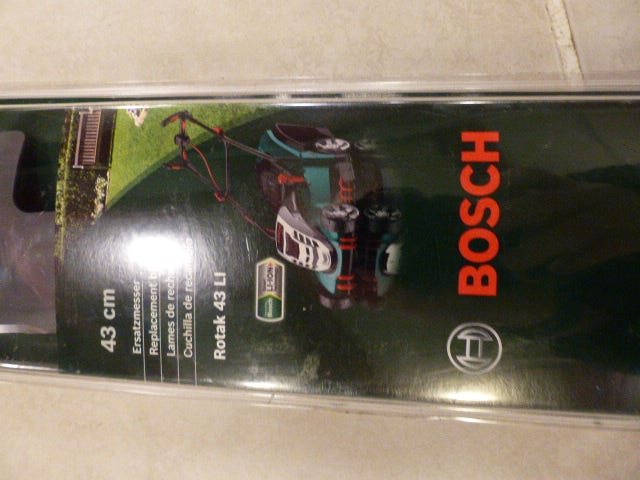 BOSCH
43 cm
Ersatzmesser
Replacement
Lames de
Cuchilla de
Rotak 43 LI